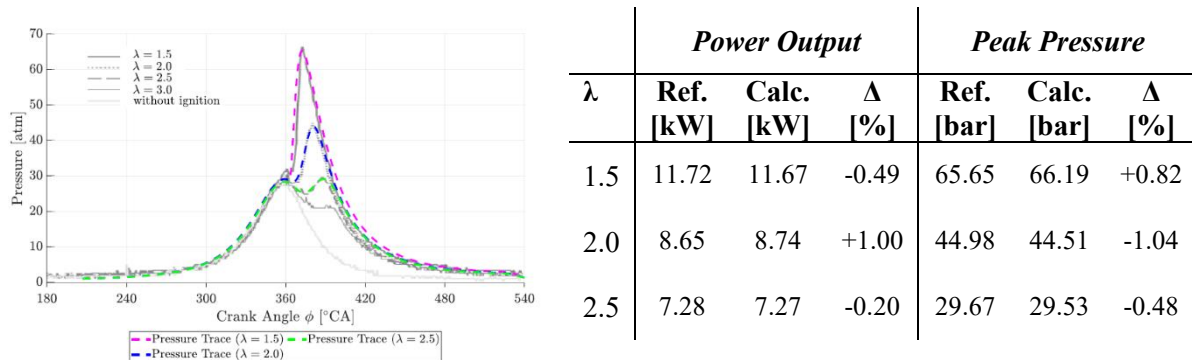 70
60
50
40
30
20
10
0
Pressure [atm]
λ = 1.5
λ = 2.0
λ = 2.5
λ = 3.0
without ignition
180 240 300 360 420 480 540
Crank Angle ϕ [°CA]
Pressure Trace (λ = 1.5) Pressure Trace (λ = 2.5)
Pressure Trace (λ = 2.0)
Power Output Peak Pressure
λ Ref. Calc. Δ Ref. Calc. Δ
[kW] [kW] [%] [bar] [bar] [%]
1.5 11.72 11.67 -0.49 65.65 66.19 +0.82
2.0 8.65 8.74 +1.00 44.98 44.51 -1.04
2.5 7.28 7.27 -0.20 29.67 29.53 -0.48